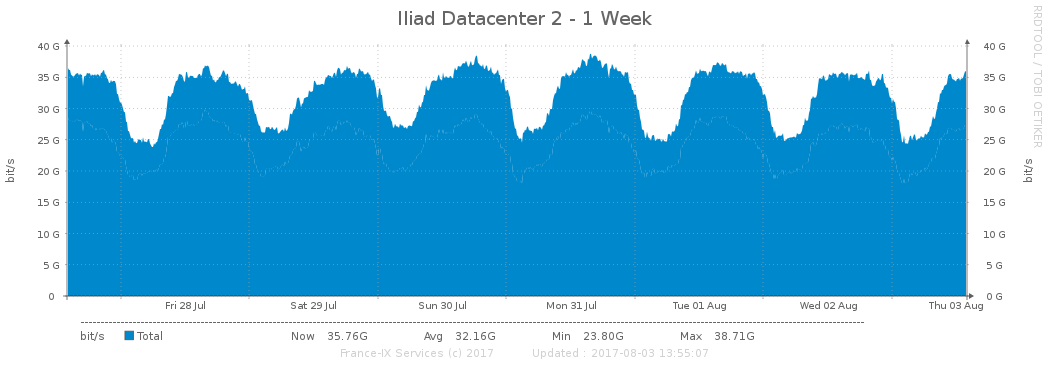 Iliad Datacenter 2 - 1 Week
RRDTOOL / TOBI OETIKER
40 G 40 G
35 G 35 G
30 G 30 G
25 G 25 G
20 G 20 G
15 G 15 G
10 G 10 G
5 G 5 G
0 0 G
bit/s bit/s
Fri 28 Jul Sat 29 Jul Sun 30 Jul Mon 31 Jul Tue 01 Aug Wed 02 Aug Thu 03 Aug
bit/s Total Now 35.76G Avg 32.16G Min 23.80G Max 38.71G
France-IX Services (c) 2017 Updated : 2017-08-03 13:55:07